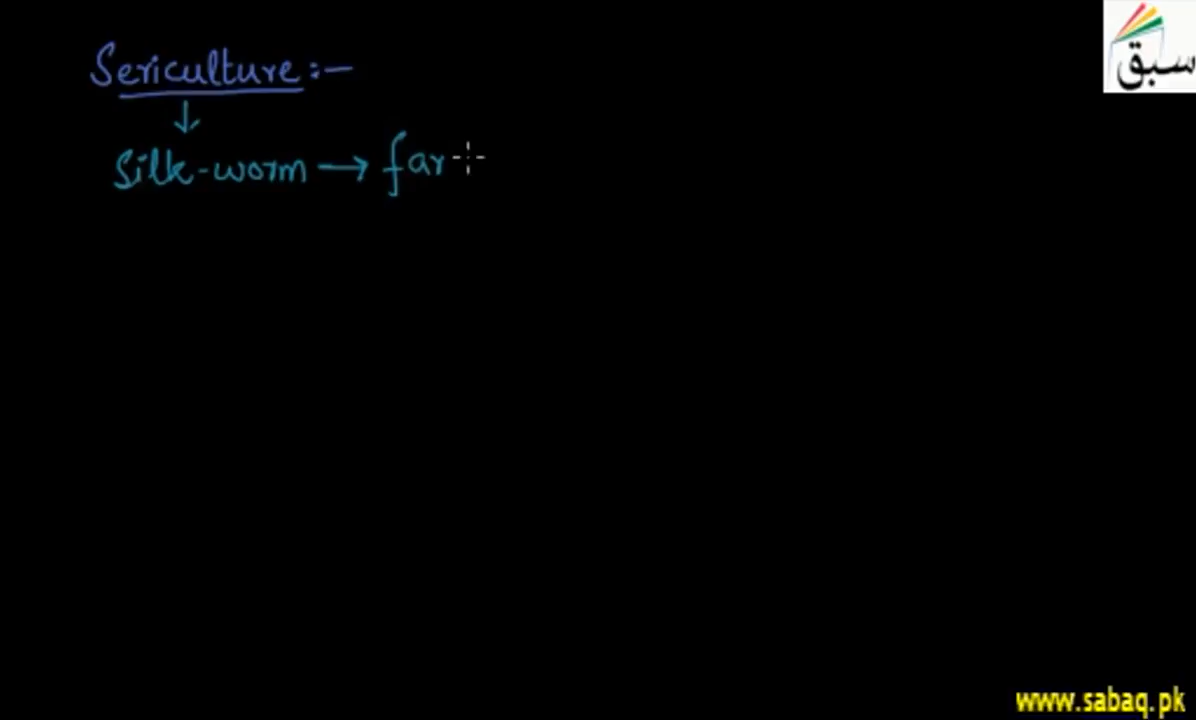 Sericulture:-
سبق
↓
Silk-worm → far
www.sabaq.pk